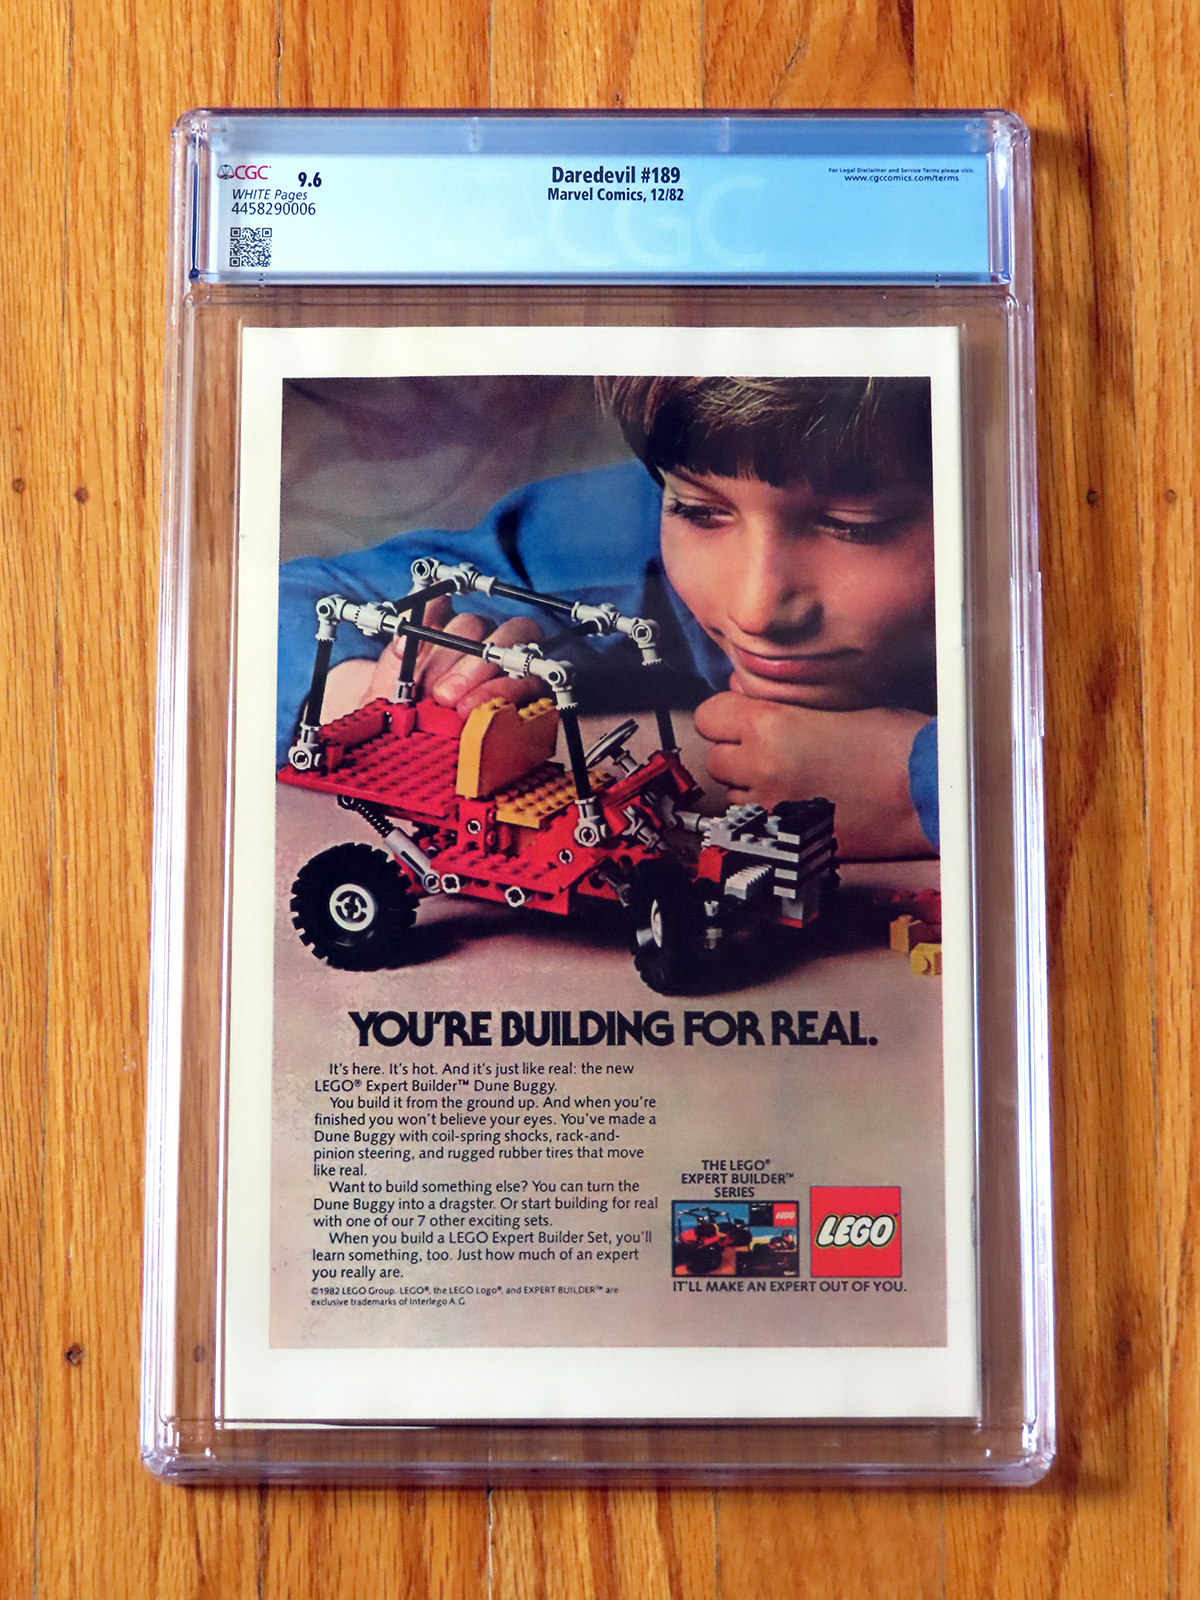 CGC 9.6
WHITE Pages
4458290006
Daredevil #189
Marvel Comics, 12/82
For Legal Disclaimer and Service Terms please visit:
www.cgccomics.com/terms
CGC
YOU'RE BUILDING FOR REAL.
It's here. It's hot. And it's just like real: the new
LEGO® Expert Builder™ Dune Buggy.
You build it from the ground up. And when you're
finished you won't believe your eyes. You've made a
Dune Buggy with coil-spring shocks, rack-and-
pinion steering, and rugged rubber tires that move
like real.
Want to build something else? You can turn the
Dune Buggy into a dragster. Or start building for real
with one of our 7 other exciting sets.
When you build a LEGO Expert Builder Set, you'll
learn something, too. Just how much of an expert
you really are.
©1982 LEGO Group. LEGO®, the LEGO Logo®, and EXPERT BUILDER™ are
exclusive trademarks of Interlego A.G.
THE LEGO®
EXPERT BUILDER™
SERIES
LEGO
LEGO®
IT'LL MAKE AN EXPERT OUT OF YOU.